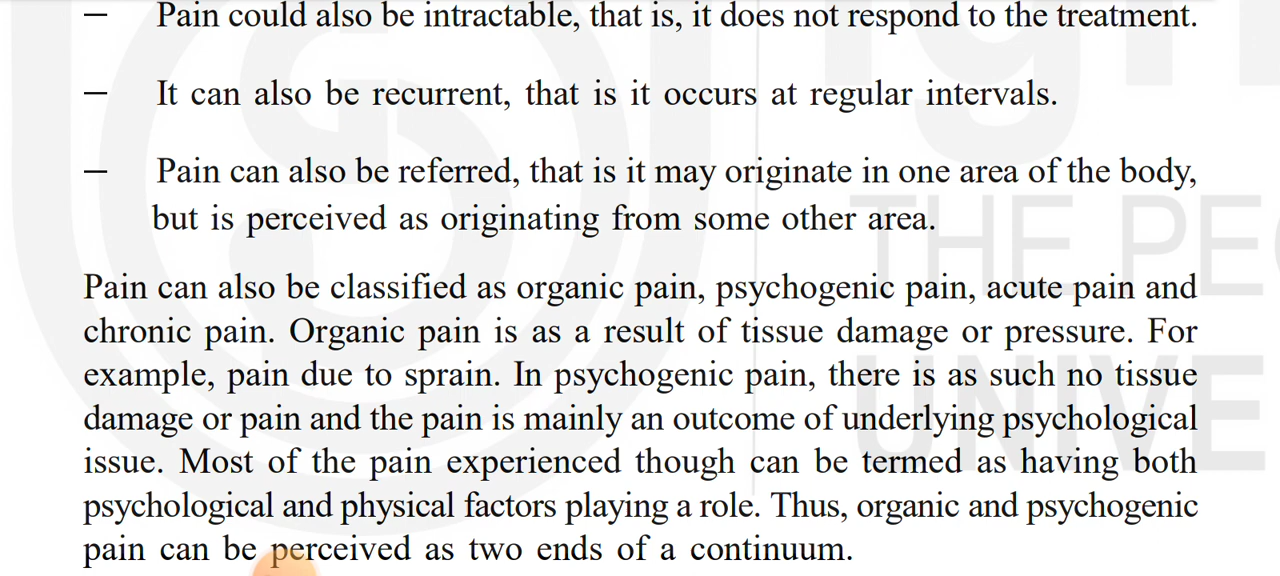 – Pain could also be intractable, that is, it does not respond to the treatment.
– It can also be recurrent, that is it occurs at regular intervals.
– Pain can also be referred, that is it may originate in one area of the body,
but is perceived as originating from some other area.
Pain can also be classified as organic pain, psychogenic pain, acute pain and
chronic pain. Organic pain is as a result of tissue damage or pressure. For
example, pain due to sprain. In psychogenic pain, there is as such no tissue
damage or pain and the pain is mainly an outcome of underlying psychological
issue. Most of the pain experienced though can be termed as having both
psychological and physical factors playing a role. Thus, organic and psychogenic
pain can be perceived as two ends of a continuum.
THE PE
UNIVE